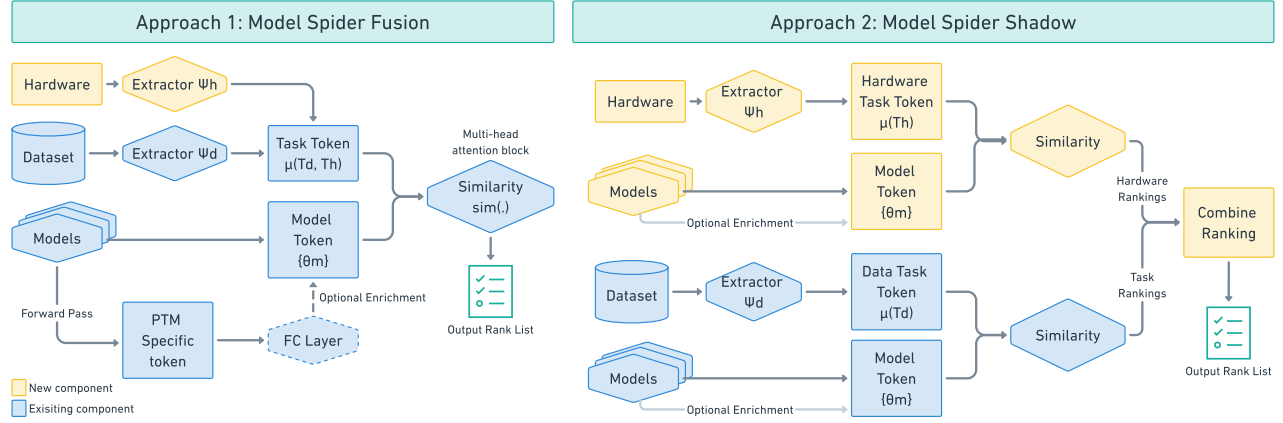 Approach 1: Model Spider Fusion
Hardware
Extractor Ψh
Dataset
Extractor Ψd
Task Token
μ(Td, Th)
Multi-head
attention block
Similarity
sim(.)
Models
Model
Token
{θm}
Optional Enrichment
Forward Pass
PTM
Specific
token
FC Layer
Output Rank List
New component
Exisiting component
Approach 2: Model Spider Shadow
Hardware
Extractor
Ψh
Hardware
Task Token
μ(Th)
Similarity
Models
Model
Token
{θm}
Optional Enrichment
Hardware
Rankings
Combine
Ranking
Dataset
Extractor
Ψd
Data Task
Token
μ(Td)
Task
Rankings
Similarity
Models
Model
Token
{θm}
Optional Enrichment
Output Rank List